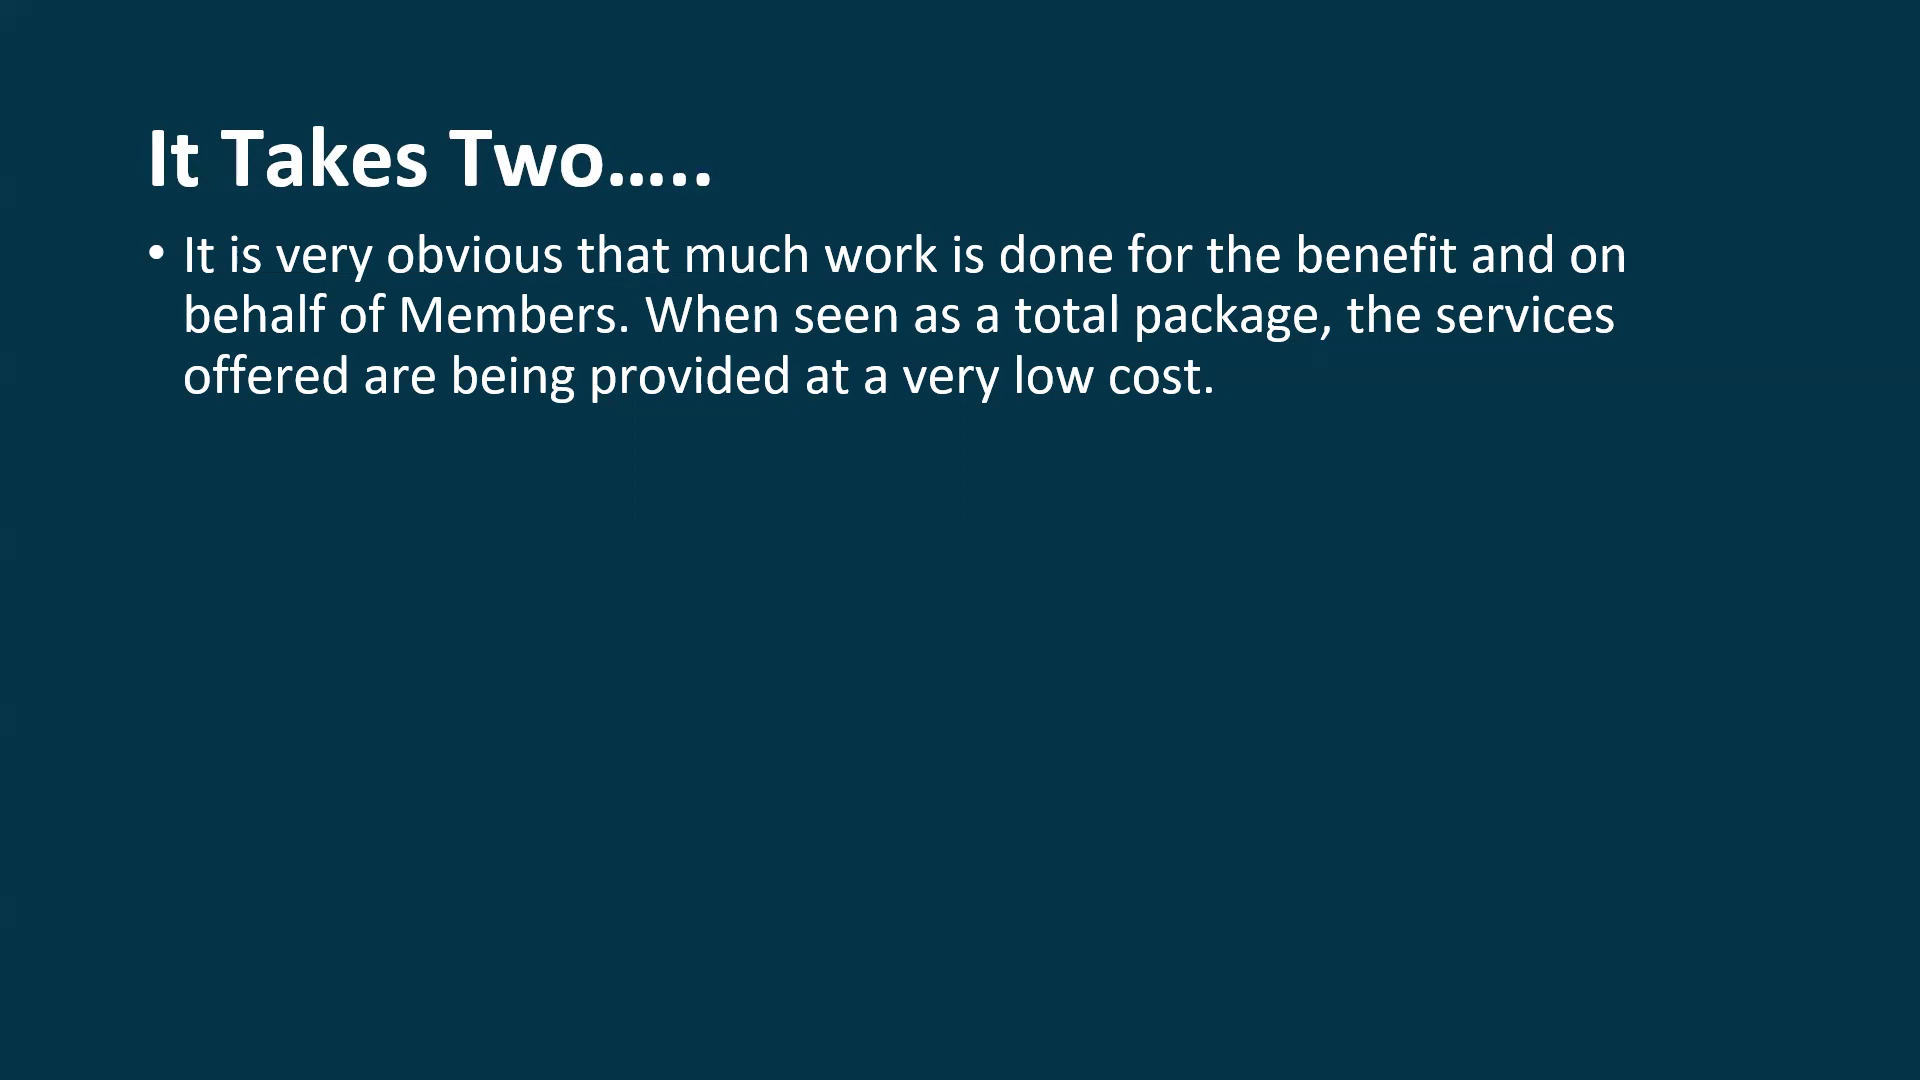 It Takes Two.....
• It is very obvious that much work is done for the benefit and on
behalf of Members. When seen as a total package, the services
offered are being provided at a very low cost.